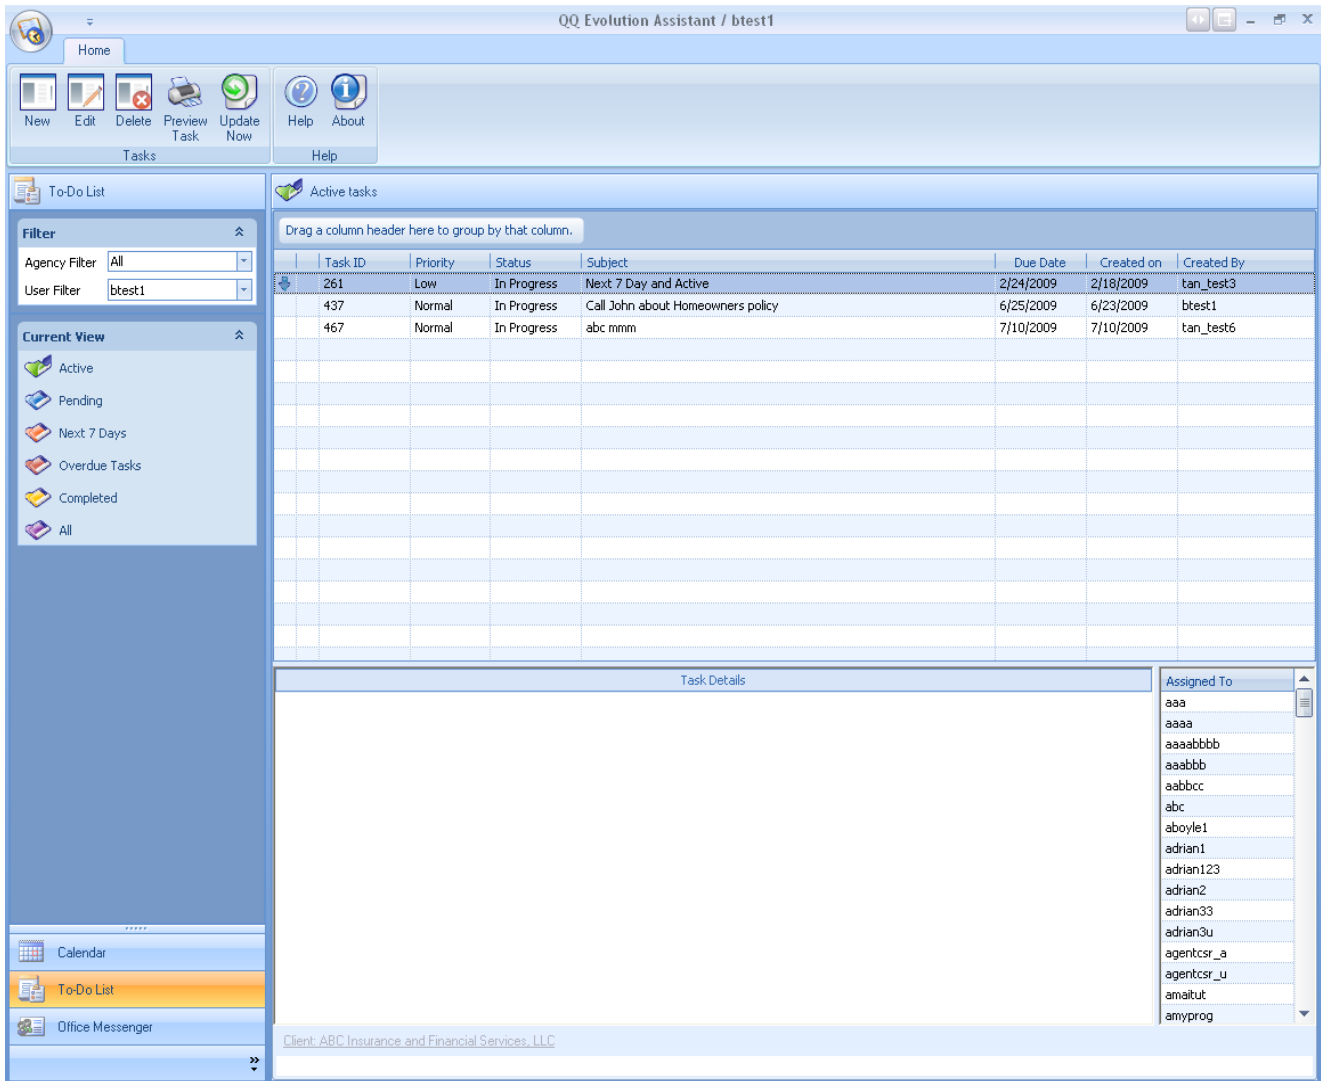 QQ Evolution Assistant / btest1
Home
New Edit Delete Preview Task Update Now Help About
Tasks Help
To-Do List
Active tasks
Filter
Agency Filter All
User Filter btest1
Current View
Active
Pending
Next 7 Days
Overdue Tasks
Completed
All
Drag a column header here to group by that column.
Task ID Priority Status Subject Due Date Created on Created By
261 Low In Progress Next 7 Day and Active 2/24/2009 2/18/2009 tan_test3
437 Normal In Progress Call John about Homeowners policy 6/25/2009 6/23/2009 btest1
467 Normal In Progress abc mmm 7/10/2009 7/10/2009 tan_test6
Task Details
Assigned To
aaa
aaaa
aaaabbbb
aaabbb
aabbcc
abc
aboyle1
adrian1
adrian123
adrian2
adrian33
adrian3u
agentcsr_a
agentcsr_u
amaitut
amyprog
Calendar
To-Do List
Office Messenger
Client: ABC Insurance and Financial Services, LLC